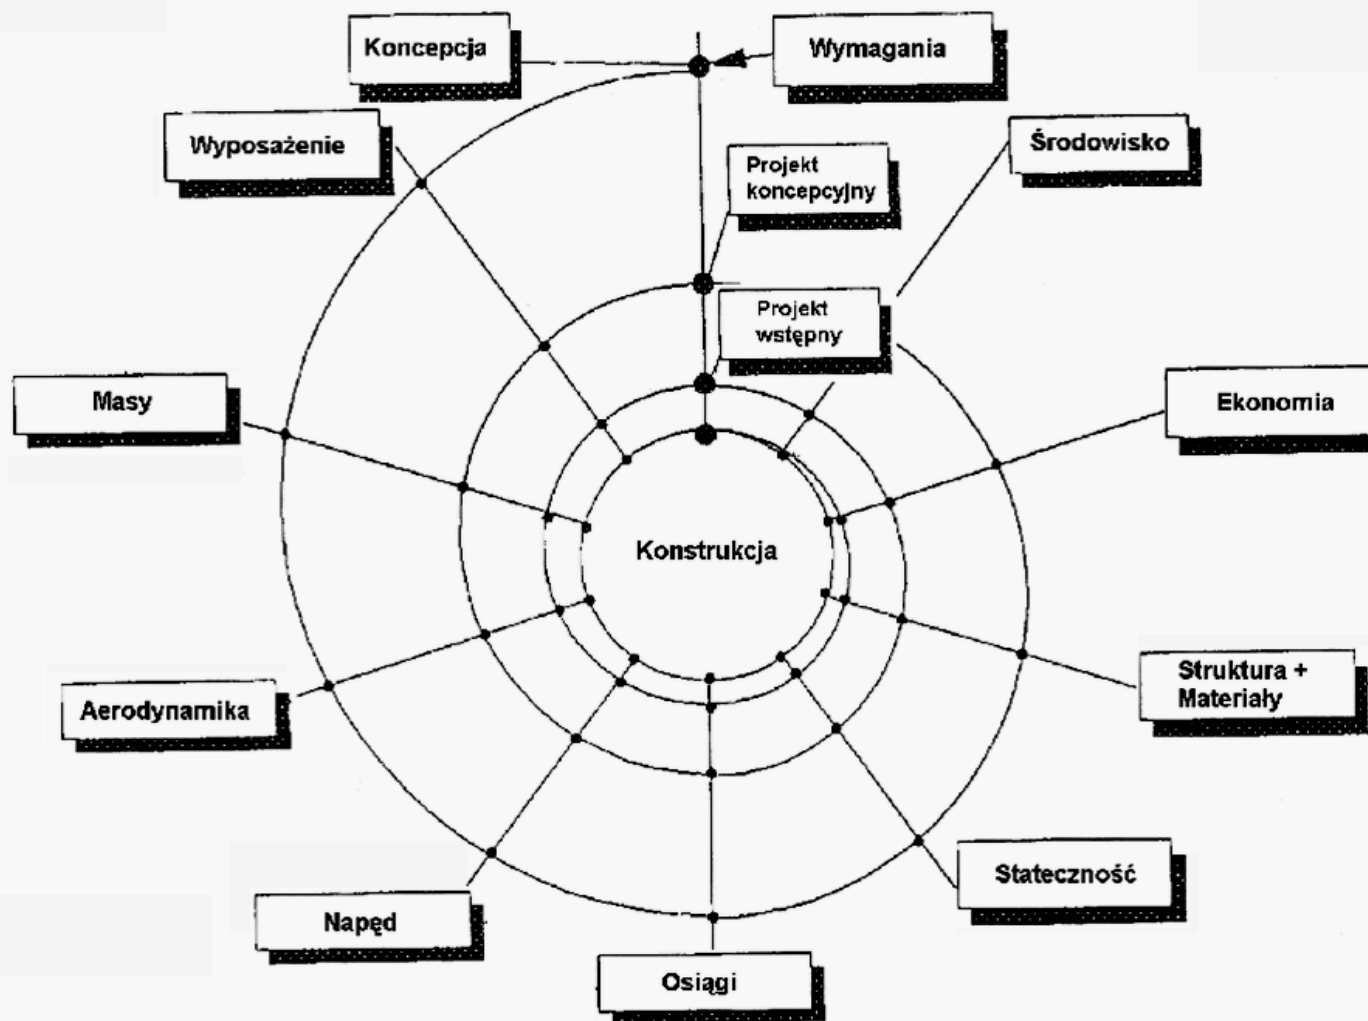 Koncepcja
Wymagania
Wyposażenie
Projekt
koncepcyjny
Środowisko
Projekt
wstępny
Masy
Ekonomia
Konstrukcja
Aerodynamika
Struktura +
Materiały
Napęd
Stateczność
Osiągi